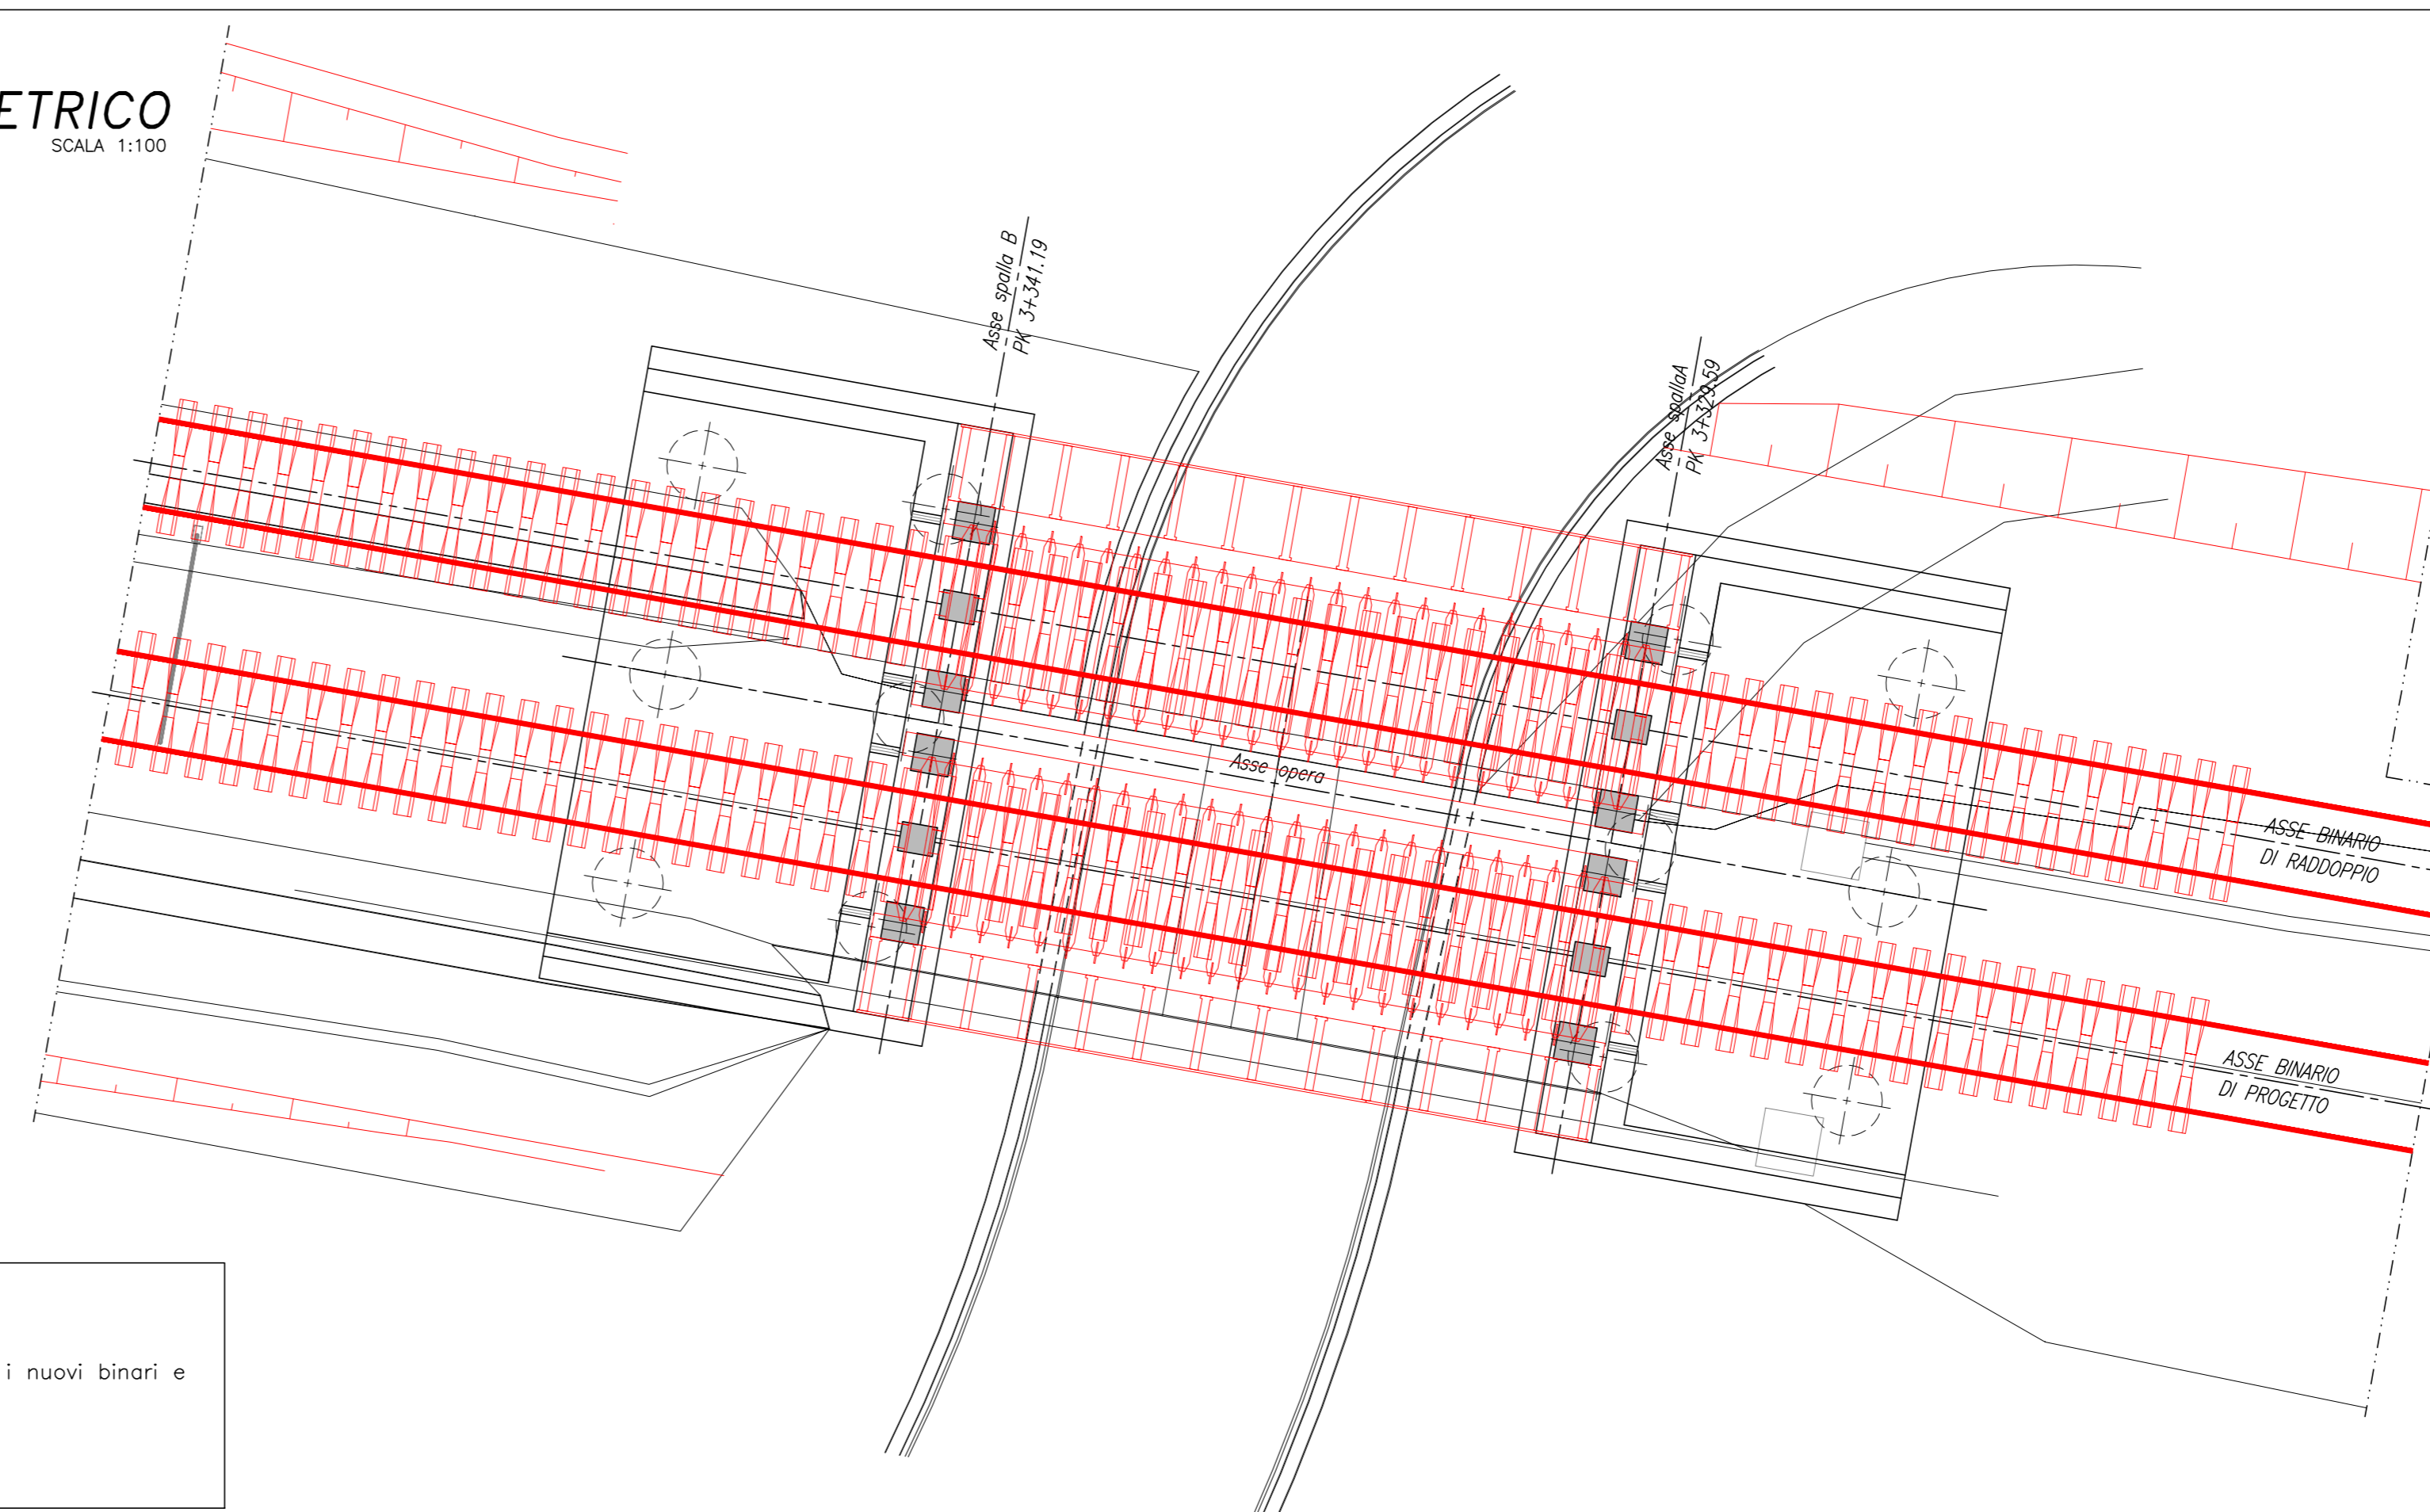 ETRICO
SCALA 1:100
Asse spalla B
PK 3+341.19
Asse spallaA
PK 3+329.59
Asse opera
ASSE BINARIO
DI RADDOPPIO
ASSE BINARIO
DI PROGETTO
i nuovi binari e